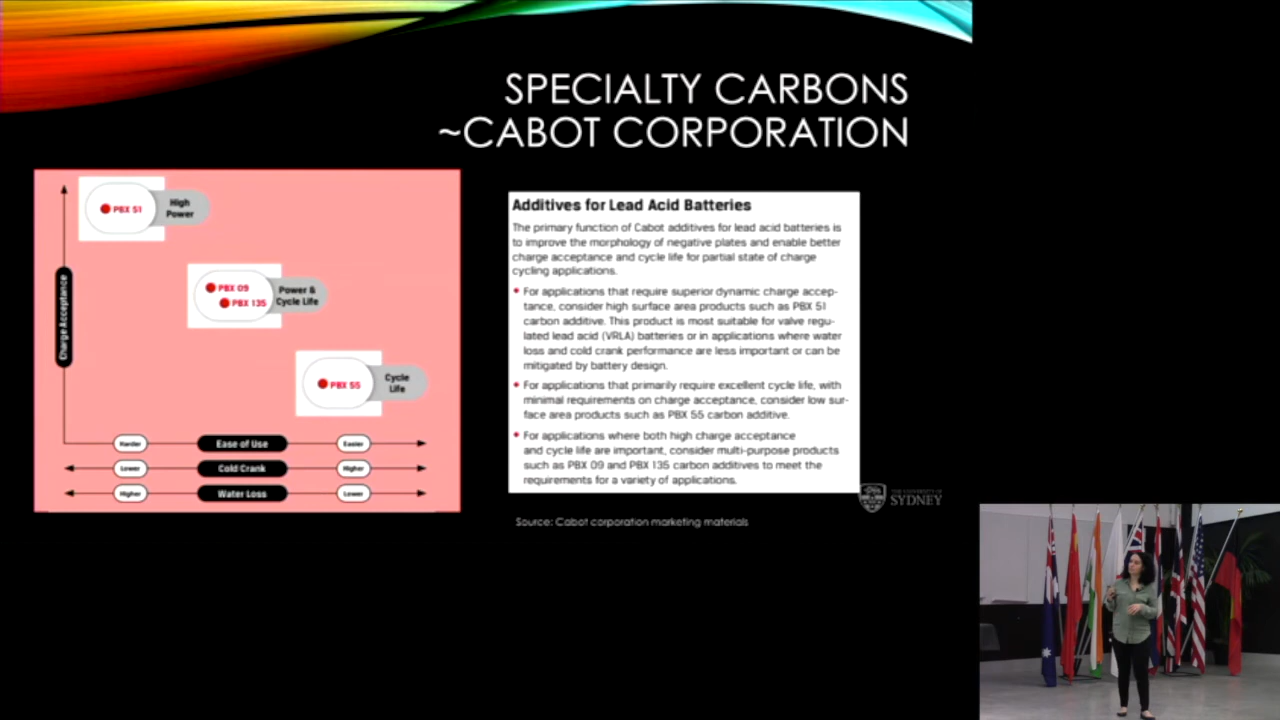 SPECIALTY CARBONS
~CABOT CORPORATION
PBX 51
High
Power
PBX 09
PBX 135
Power &
Cycle Life
PBX 55
Cycle
Life
Charge Acceptance
Harder
Ease of Use
Easier
Lower
Cold Crank
Higher
Higher
Water Loss
Lower
Additives for Lead Acid Batteries
The primary function of Cabot additives for lead acid batteries is
to improve the morphology of negative plates and enable better
charge acceptance and cycle life for partial state of charge
cycling applications.
For applications that require superior dynamic charge accep-
tance, consider high surface area products such as PBX 51
carbon additive. This product is most suitable for valve regu-
lated lead acid (VRLA) batteries or in applications where water
loss and cold crank performance are less important or can be
mitigated by battery design.
For applications that primarily require excellent cycle life, with
minimal requirements on charge acceptance, consider low sur-
face area products such as PBX 55 carbon additive.
For applications where both high charge acceptance
and cycle life are important, consider multi-purpose products
such as PBX 09 and PBX 135 carbon additives to meet the
requirements for a variety of applications.
THE UNIVERSITY OF
SYDNEY
Source: Cabot corporation marketing materials